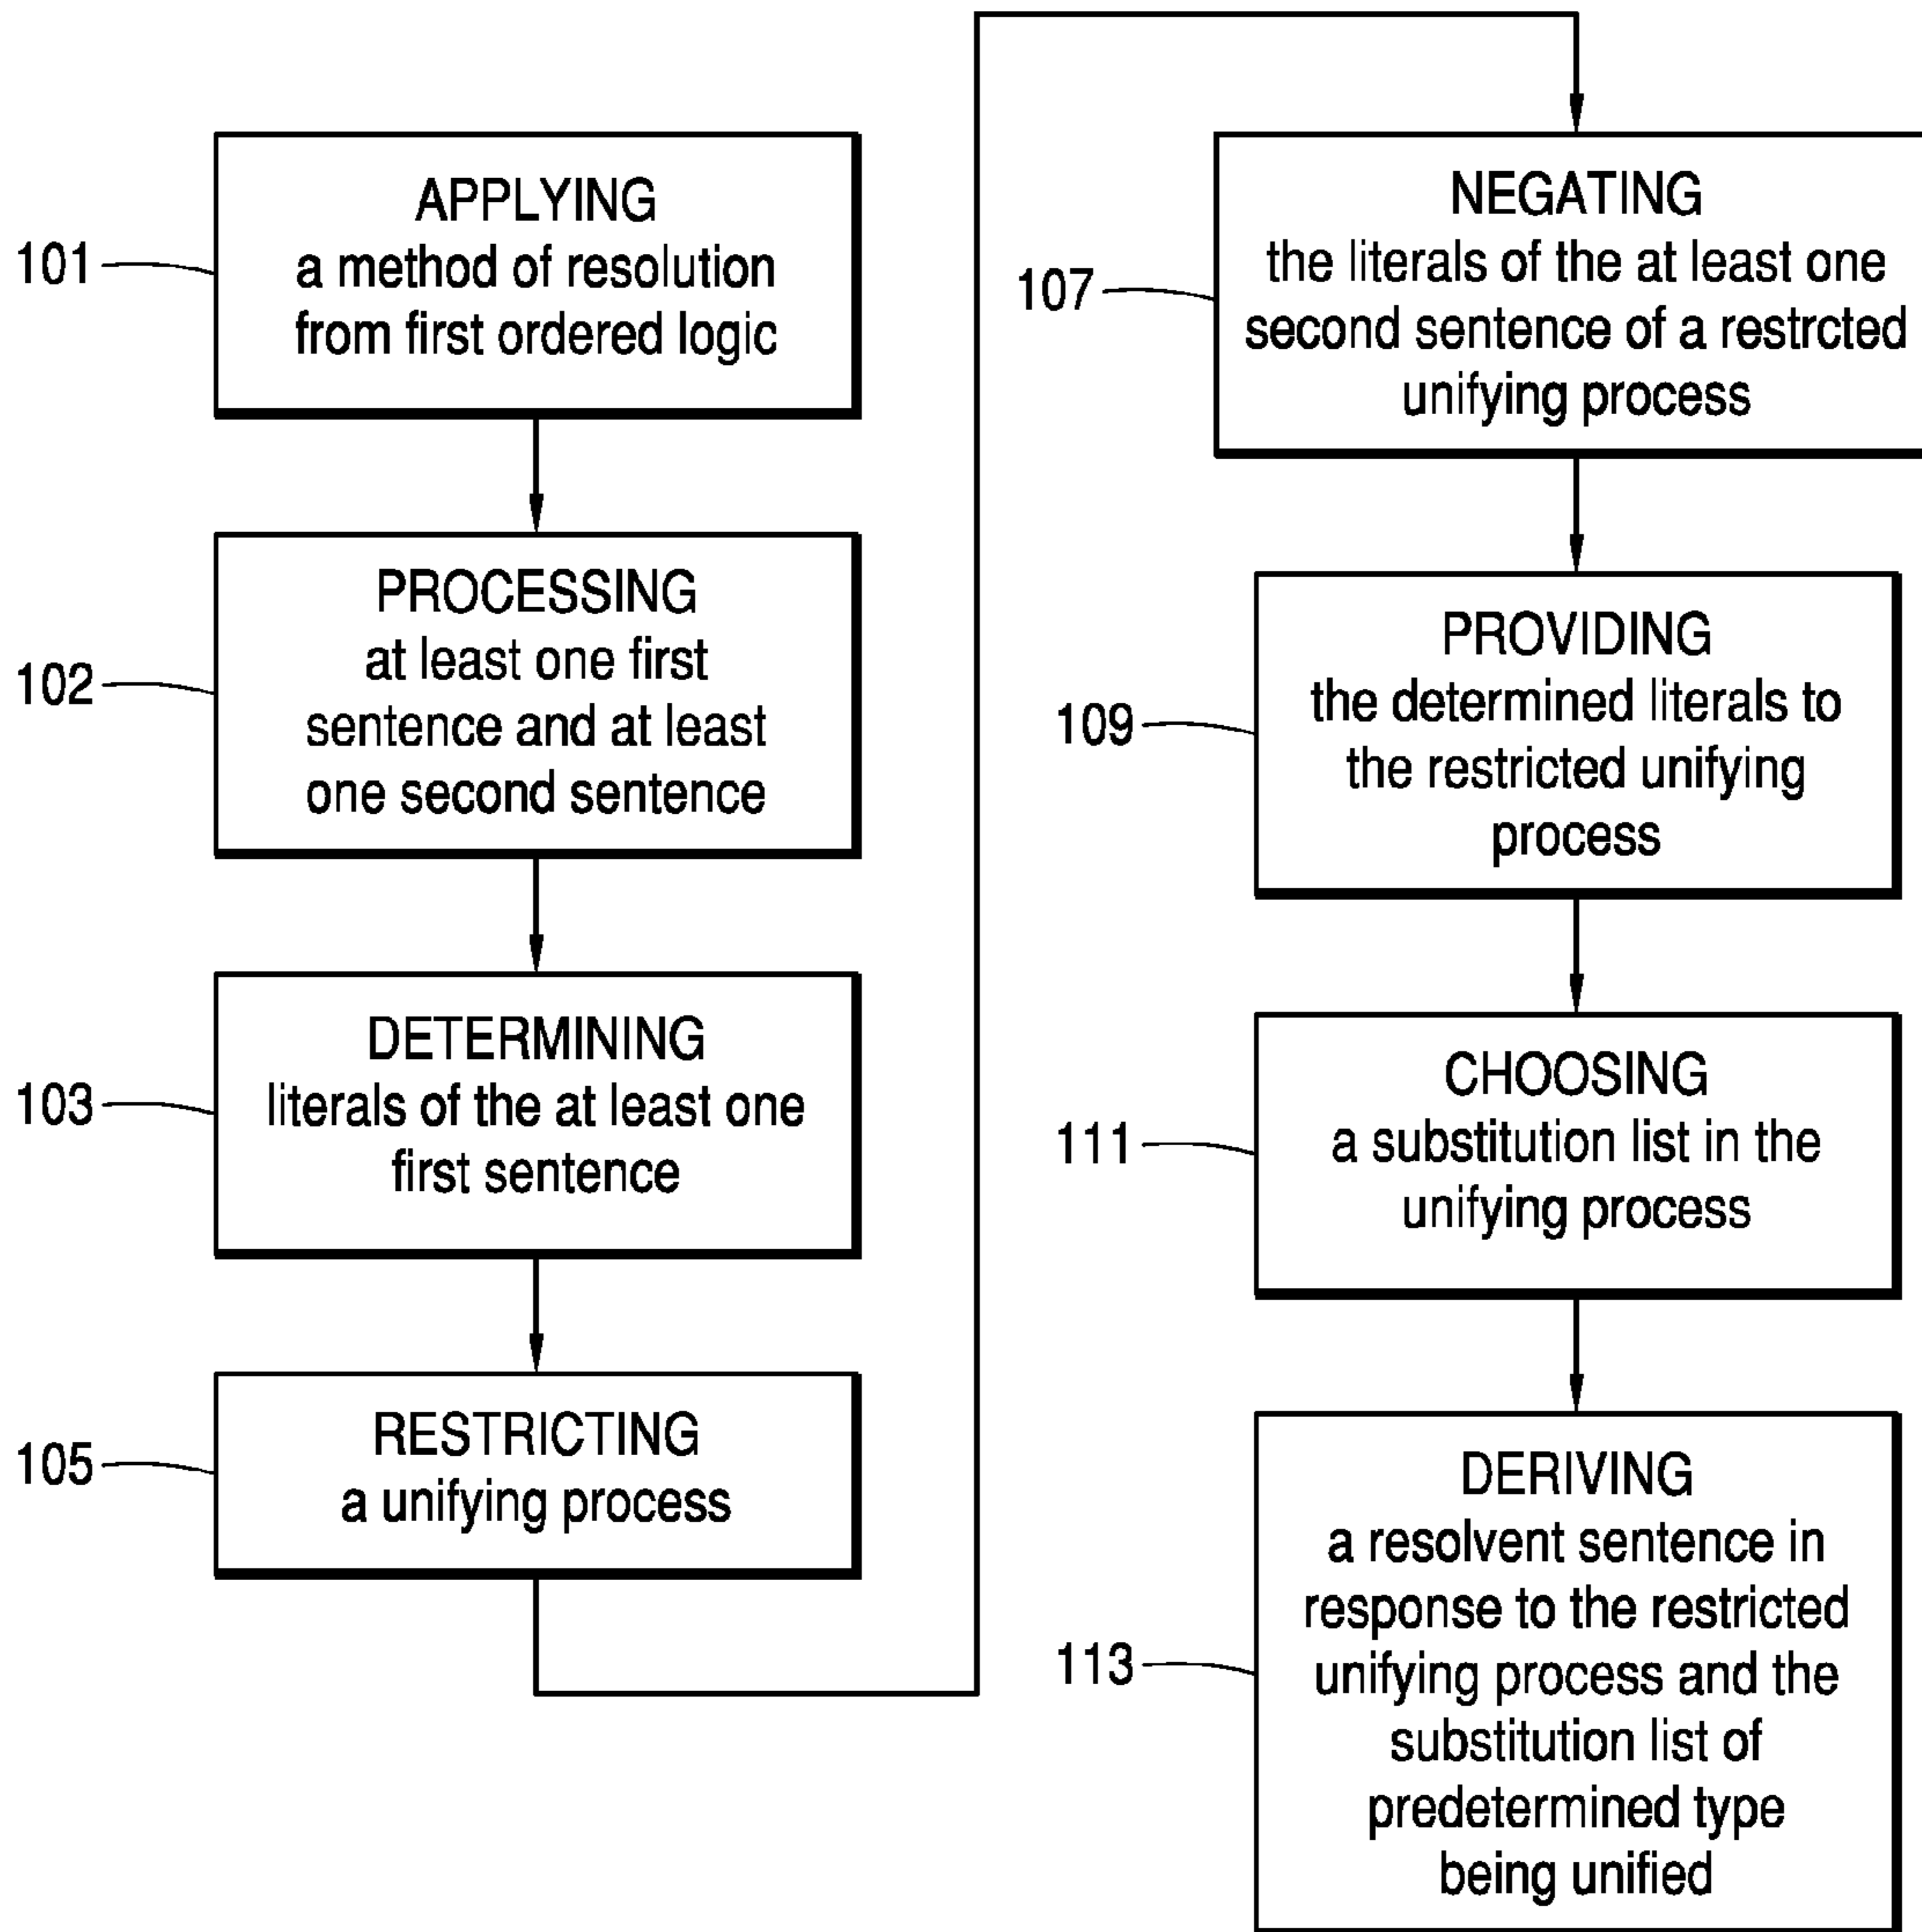 101
APPLYING
a method of resolution
from first ordered logic
102
PROCESSING
at least one first
sentence and at least
one second sentence
103
DETERMINING
literals of the at least one
first sentence
105
RESTRICTING
a unifying process
107
NEGATING
the literals of the at least one
second sentence of a restrcted
unifying process
109
PROVIDING
the determined literals to
the restricted unifying
process
111
CHOOSING
a substitution list in the
unifying process
113
DERIVING
a resolvent sentence in
response to the restricted
unifying process and the
substitution list of
predetermined type
being unified